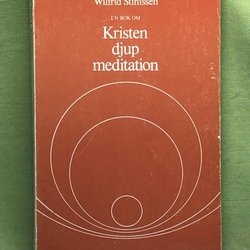 Wilfrid Stinissen
EN BOK OM
Kristen
djup
meditation